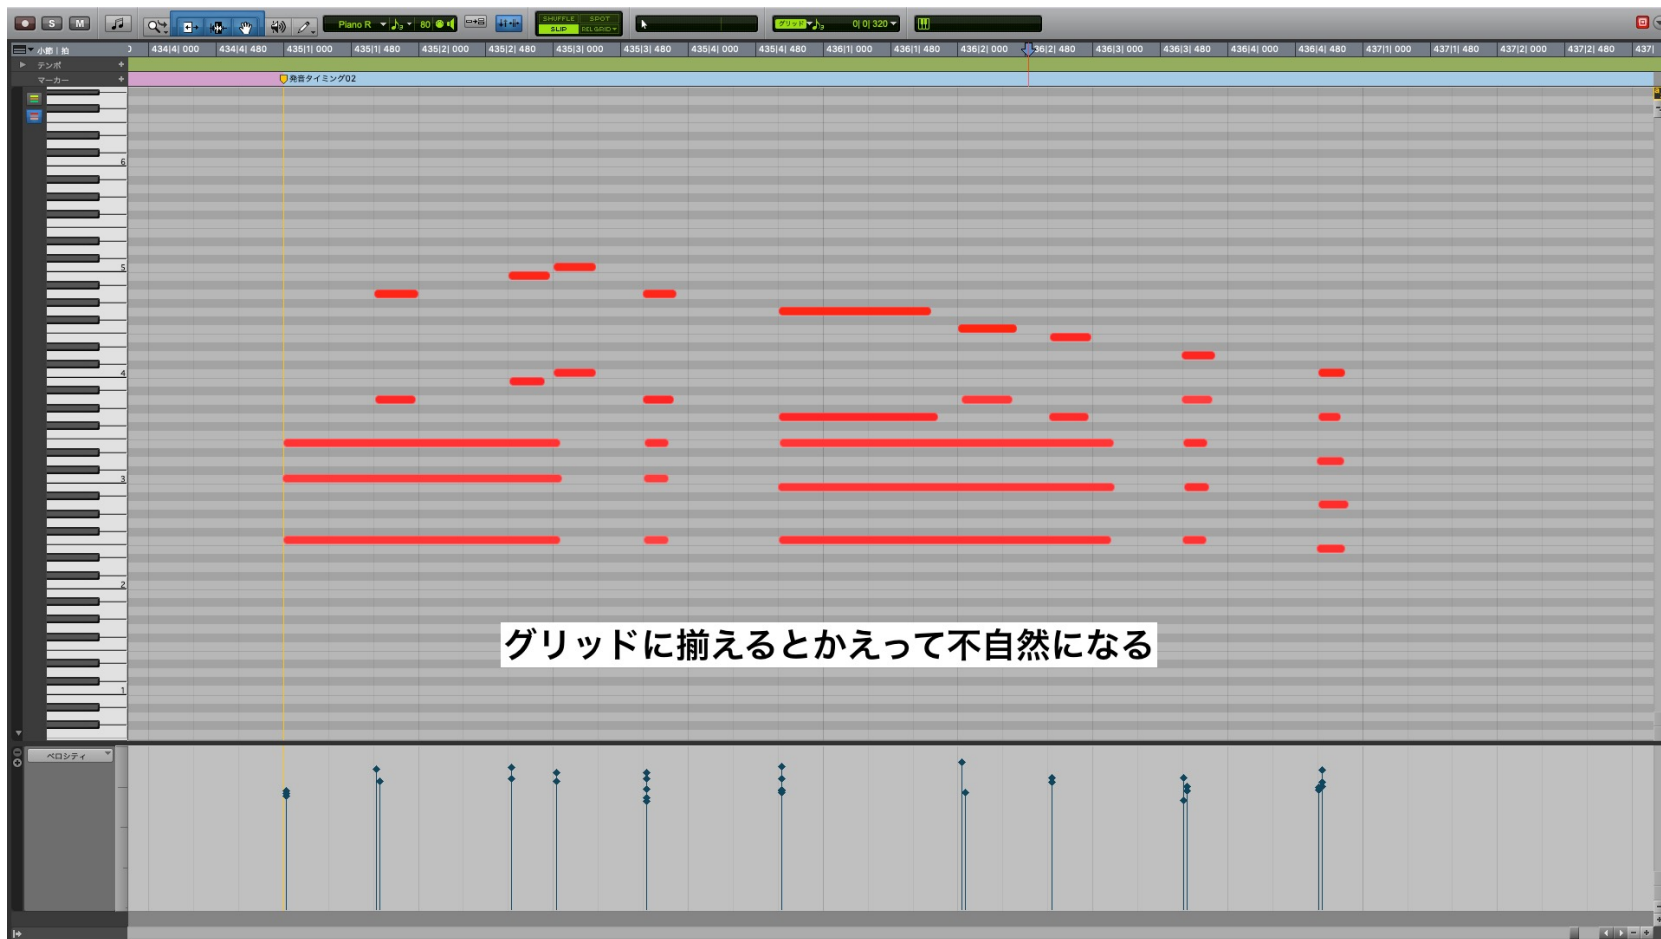 S M Piano R 80 SHUFFLE SPOT グリッド 0| 0| 320
SLIP REL GRID
小節|拍 434|4| 000 434|4| 480 435|1| 000 435|1| 480 435|2| 000 435|2| 480 435|3| 000 435|3| 480 435|4| 000 435|4| 480 436|1| 000 436|1| 480 436|2| 000 36|2| 480 436|3| 000 436|3| 480 436|4| 000 436|4| 480 437|1| 000 437|1| 480 437|2| 000 437|2| 480 437|
テンポ
マーカー 発音タイミング02
6
5
4
3
2
グリッドに揃えるとかえって不自然になる
1
ベロシティ